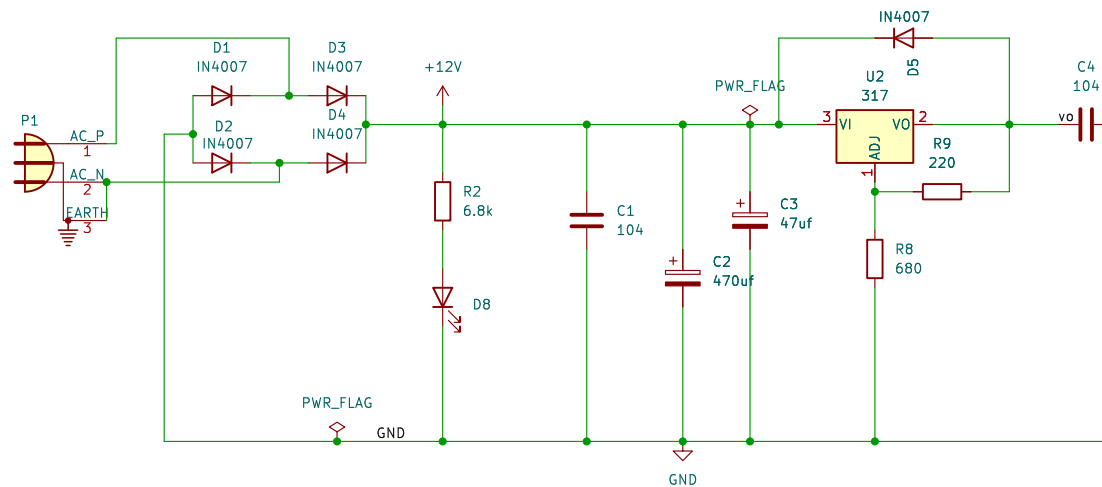 IN4007
D5
D1
IN4007
D3
IN4007
+12V
PWR_FLAG
U2
317
C4
104
P1
D2
IN4007
D4
IN4007
AC_P
1
AC_N
2
EARTH
3
3
VI
VO
2
ADJ
1
vo
R9
220
R2
6.8k
C1
104
+
C3
47uf
+
C2
470uf
R8
680
D8
PWR_FLAG
GND
GND